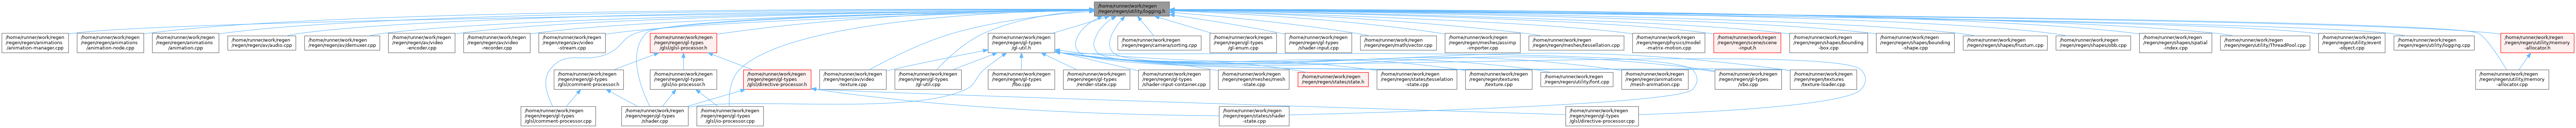 /home/runner/work/regen
/regen/regen/utility/logging.h
/home/runner/work/regen
/regen/regen/animations
/animation-manager.cpp
/home/runner/work/regen
/regen/regen/animations
/animation-node.cpp
/home/runner/work/regen
/regen/regen/animations
/animation.cpp
/home/runner/work/regen
/regen/regen/av/audio.cpp
/home/runner/work/regen
/regen/regen/av/demuxer.cpp
/home/runner/work/regen
/regen/regen/av/video
-encoder.cpp
/home/runner/work/regen
/regen/regen/av/video
-recorder.cpp
/home/runner/work/regen
/regen/regen/av/video
-stream.cpp
/home/runner/work/regen
/regen/regen/gl-types
/glsl/glsl-processor.h
/home/runner/work/regen
/regen/regen/gl-types
/gl-util.h
/home/runner/work/regen
/regen/regen/camera/sorting.cpp
/home/runner/work/regen
/regen/regen/gl-types
/gl-enum.cpp
/home/runner/work/regen
/regen/regen/gl-types
/shader-input.cpp
/home/runner/work/regen
/regen/regen/math/vector.cpp
/home/runner/work/regen
/regen/regen/meshes/assimp
-importer.cpp
/home/runner/work/regen
/regen/regen/meshes/tessellation.cpp
/home/runner/work/regen
/regen/regen/physics/model
-matrix-motion.cpp
/home/runner/work/regen
/regen/regen/scene/scene
-input.h
/home/runner/work/regen
/regen/regen/shapes/bounding
-box.cpp
/home/runner/work/regen
/regen/regen/shapes/bounding
-shape.cpp
/home/runner/work/regen
/regen/regen/shapes/frustum.cpp
/home/runner/work/regen
/regen/regen/shapes/obb.cpp
/home/runner/work/regen
/regen/regen/shapes/spatial
-index.cpp
/home/runner/work/regen
/regen/regen/utility/ThreadPool.cpp
/home/runner/work/regen
/regen/regen/utility/event
-object.cpp
/home/runner/work/regen
/regen/regen/utility/logging.cpp
/home/runner/work/regen
/regen/regen/utility/memory
-allocator.h
/home/runner/work/regen
/regen/regen/gl-types
/glsl/comment-processor.h
/home/runner/work/regen
/regen/regen/gl-types
/glsl/io-processor.h
/home/runner/work/regen
/regen/regen/gl-types
/glsl/directive-processor.h
/home/runner/work/regen
/regen/regen/av/video
-texture.cpp
/home/runner/work/regen
/regen/regen/gl-types
/gl-util.cpp
/home/runner/work/regen
/regen/regen/gl-types
/fbo.cpp
/home/runner/work/regen
/regen/regen/gl-types
/render-state.cpp
/home/runner/work/regen
/regen/regen/gl-types
/shader-input-container.cpp
/home/runner/work/regen
/regen/regen/meshes/mesh
-state.cpp
/home/runner/work/regen
/regen/regen/states/state.h
/home/runner/work/regen
/regen/regen/states/tesselation
-state.cpp
/home/runner/work/regen
/regen/regen/textures
/texture.cpp
/home/runner/work/regen
/regen/regen/utility/font.cpp
/home/runner/work/regen
/regen/regen/animations
/mesh-animation.cpp
/home/runner/work/regen
/regen/regen/gl-types
/vbo.cpp
/home/runner/work/regen
/regen/regen/textures
/texture-loader.cpp
/home/runner/work/regen
/regen/regen/utility/memory
-allocator.cpp
/home/runner/work/regen
/regen/regen/gl-types
/glsl/comment-processor.cpp
/home/runner/work/regen
/regen/regen/gl-types
/shader.cpp
/home/runner/work/regen
/regen/regen/gl-types
/glsl/io-processor.cpp
/home/runner/work/regen
/regen/regen/states/shader
-state.cpp
/home/runner/work/regen
/regen/regen/gl-types
/glsl/directive-processor.cpp